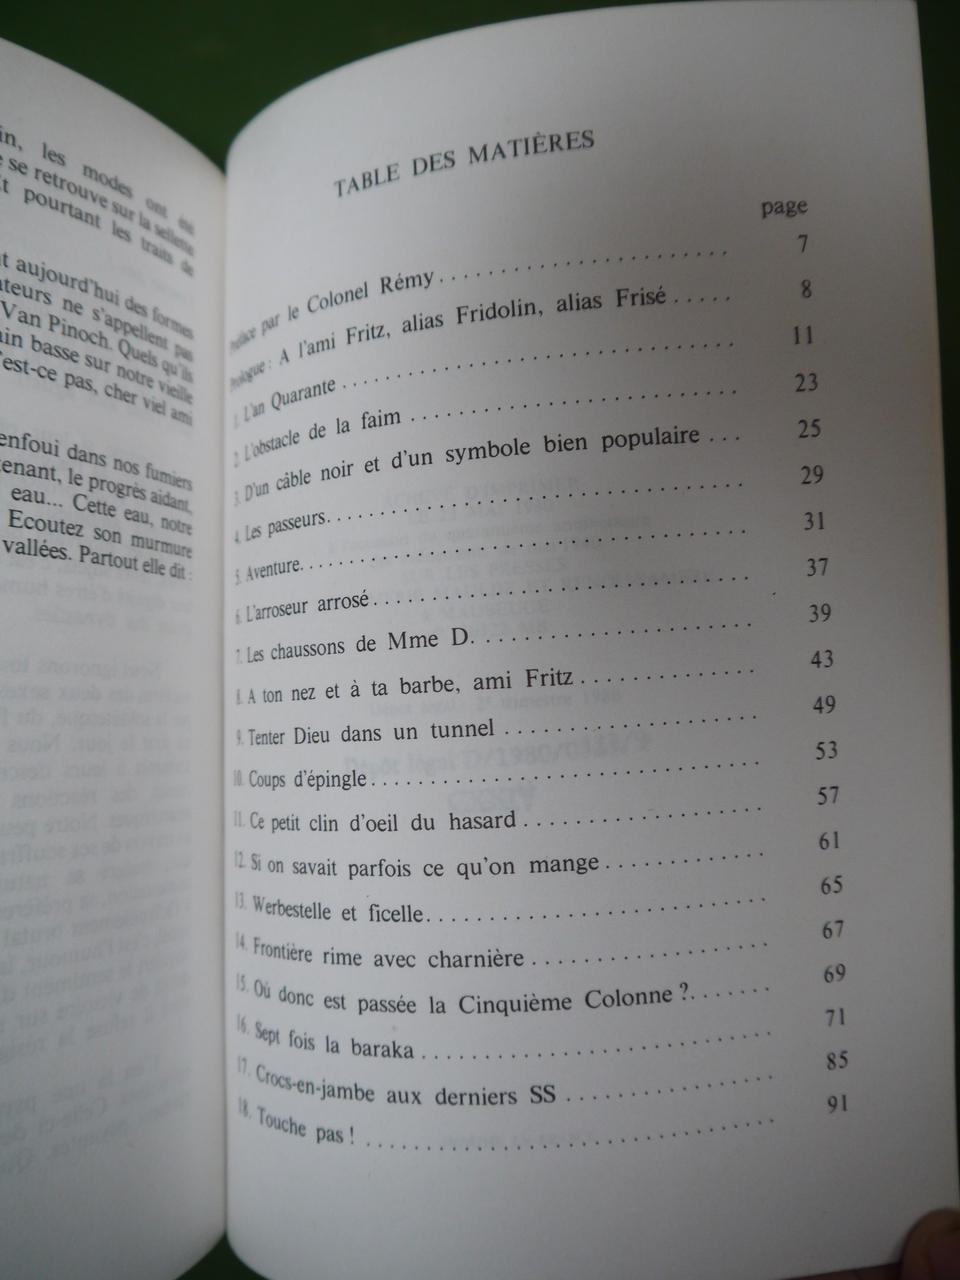 in, les modes ont été
se retrouve sur la sellette
t pourtant les traits de
t aujourd'hui des formes
ateurs ne s'appellent pas
Van Pinoch. Quels qu'ils
ain basse sur notre vieille
'est-ce pas, cher viel ami
enfoui dans nos fumiers
enant, le progrès aidant,
eau... Cette eau, notre
Ecoutez son murmure
vallées. Partout elle dit :
TABLE DES MATIÈRES
page
Préface par le Colonel Rémy . . . . . . . . . . . . . . . . . . . . . . . . 7
Prologue : A l'ami Fritz, alias Fridolin, alias Frisé . . . . . 8
1. L'an Quarante . . . . . . . . . . . . . . . . . . . . . . . . . . . . . . . . . 11
2. L'obstacle de la faim . . . . . . . . . . . . . . . . . . . . . . . . . . . 23
3. D'un câble noir et d'un symbole bien populaire . . . 25
4. Les passeurs. . . . . . . . . . . . . . . . . . . . . . . . . . . . . . . . . . 29
5. Aventure. . . . . . . . . . . . . . . . . . . . . . . . . . . . . . . . . . . . . 31
6. L'arroseur arrosé . . . . . . . . . . . . . . . . . . . . . . . . . . . . . . 37
7. Les chaussons de Mme D. . . . . . . . . . . . . . . . . . . . . . . 39
8. A ton nez et à ta barbe, ami Fritz . . . . . . . . . . . . . . 43
9. Tenter Dieu dans un tunnel . . . . . . . . . . . . . . . . . . . . 49
10. Coups d'épingle . . . . . . . . . . . . . . . . . . . . . . . . . . . . . . . 53
11. Ce petit clin d'oeil du hasard . . . . . . . . . . . . . . . . . . 57
12. Si on savait parfois ce qu'on mange . . . . . . . . . . . . . 61
13. Werbestelle et ficelle. . . . . . . . . . . . . . . . . . . . . . . . . . . 65
14. Frontière rime avec charnière . . . . . . . . . . . . . . . . . . 67
15. Où donc est passée la Cinquième Colonne ?. . . . . . . 69
16. Sept fois la baraka . . . . . . . . . . . . . . . . . . . . . . . . . . . . 71
17. Crocs-en-jambe aux derniers SS . . . . . . . . . . . . . . . . 85
18. Touche pas ! . . . . . . . . . . . . . . . . . . . . . . . . . . . . . . . . . 91